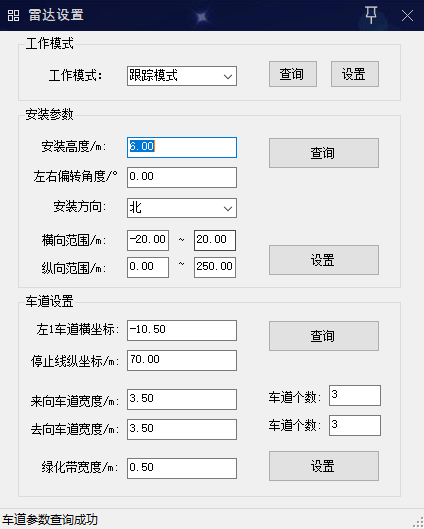 雷达设置
工作模式
工作模式: 跟踪模式 查询 设置
安装参数
安装高度/m: 6.00 查询
左右偏转角度/° 0.00
安装方向: 北
横向范围/m: -20.00 ~ 20.00
纵向范围/m: 0.00 ~ 250.00 设置
车道设置
左1车道横坐标: -10.50 查询
停止线纵坐标/m: 70.00
来向车道宽度/m: 3.50 车道个数: 3
去向车道宽度/m: 3.50 车道个数: 3
绿化带宽度/m: 0.50 设置
车道参数查询成功